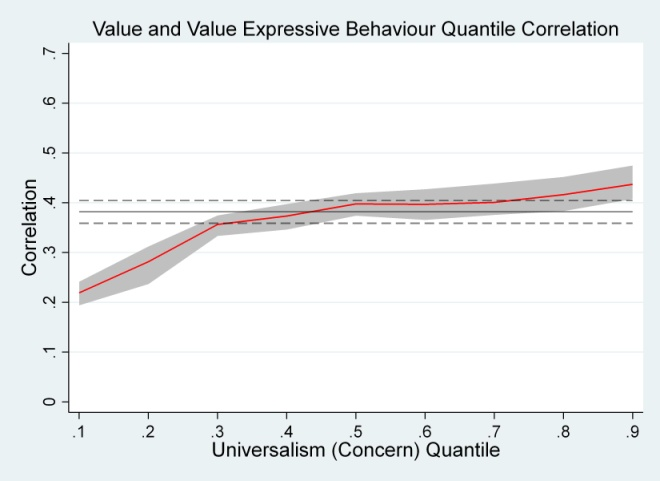 Value and Value Expressive Behaviour Quantile Correlation
.7
.6
.5
.4
.3
.2
.1
0
Correlation
.1 .2 .3 .4 .5 .6 .7 .8 .9
Universalism (Concern) Quantile